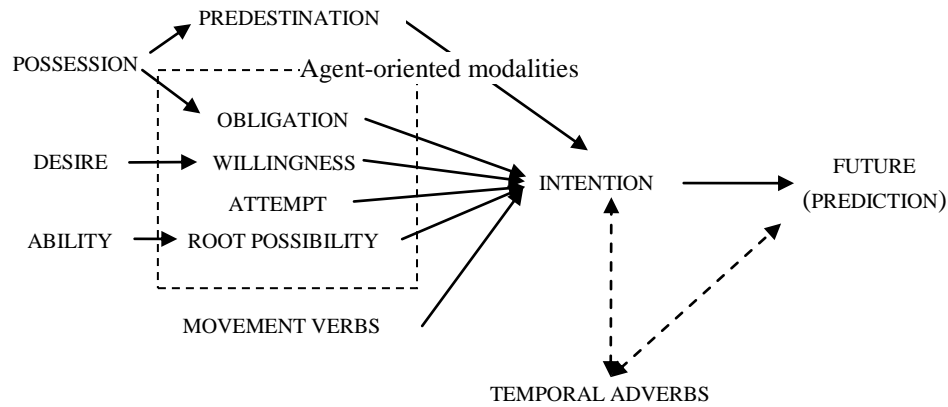 PREDESTINATION
POSSESSION
Agent-oriented modalities
OBLIGATION
DESIRE
WILLINGNESS
INTENTION
FUTURE
(PREDICTION)
ATTEMPT
ABILITY
ROOT POSSIBILITY
MOVEMENT VERBS
TEMPORAL ADVERBS